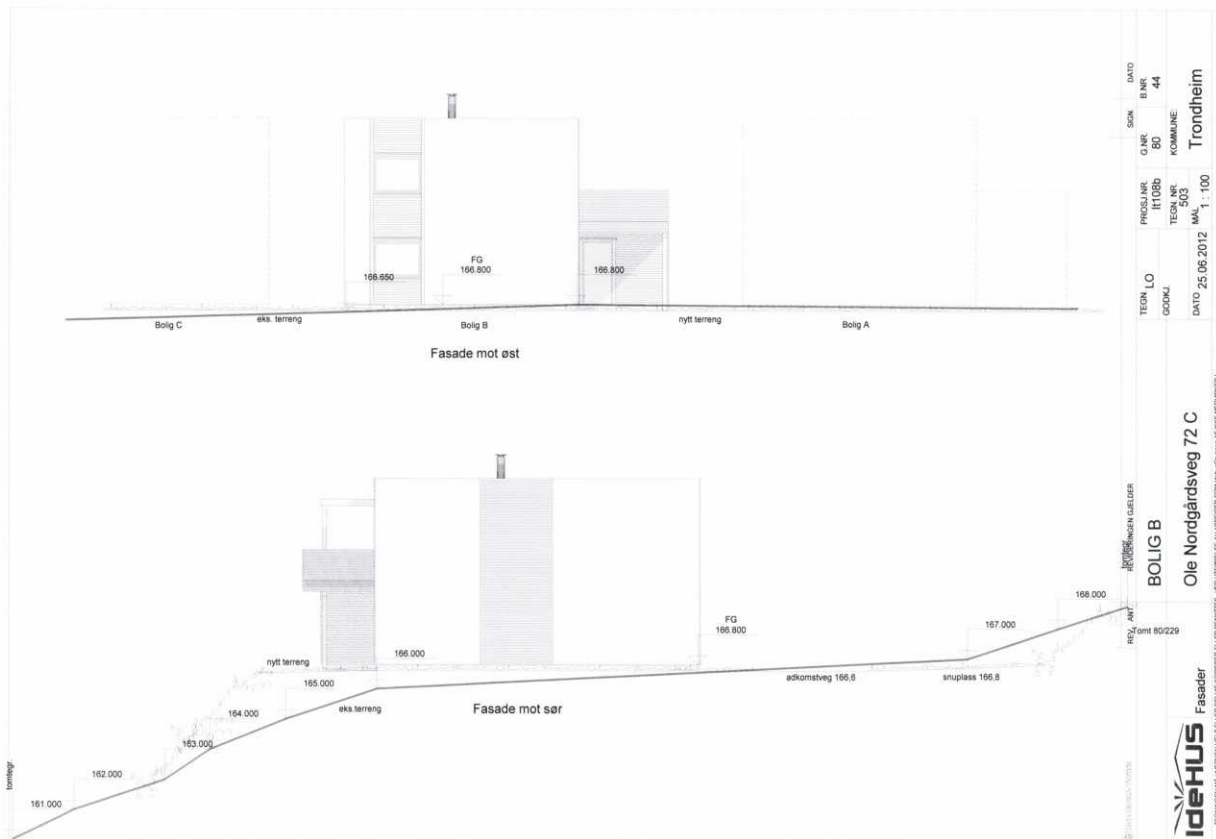 FG
166.650
166.800
166.800
Bolig C
eks. terreng
Bolig B
nytt terreng
Bolig A
Fasade mot øst
FG
166.800
168.000
167.000
166.000
nytt terreng
165.000
adkomstveg 166,6
snuplass 166,8
eks.terreng
Fasade mot sør
164.000
163.000
162.000
161.000
tomtegr
tomtegr
Tomt 80/229
REV.
ANT
REVIDERINGEN GJELDER
SIGN
DATO
BOLIG B
Ole Nordgårdsveg 72 C
TEGN. LO
GODKJ.
DATO 25.06.2012
PROSJ.NR. lt108b
TEGN. NR. 503
MÅL 1 : 100
G.NR. 80
B.NR. 44
KOMMUNE:
Trondheim
IdeHUS
Fasader